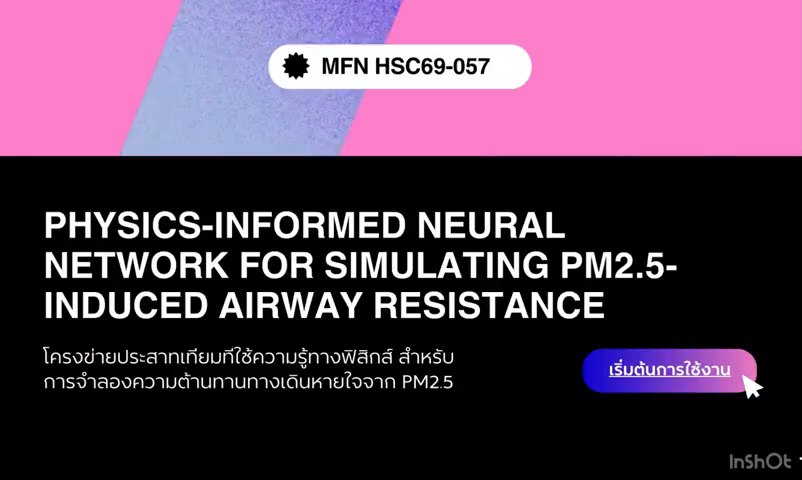 MFN HSC69-057
PHYSICS-INFORMED NEURAL
NETWORK FOR SIMULATING PM2.5-
INDUCED AIRWAY RESISTANCE
โครงข่ายประสาทเทียมที่ใช้ความรู้ทางฟิสิกส์ สำหรับ
การจำลองความต้านทานทางเดินหายใจจาก PM2.5
เริ่มต้นการใช้งาน
InShOt